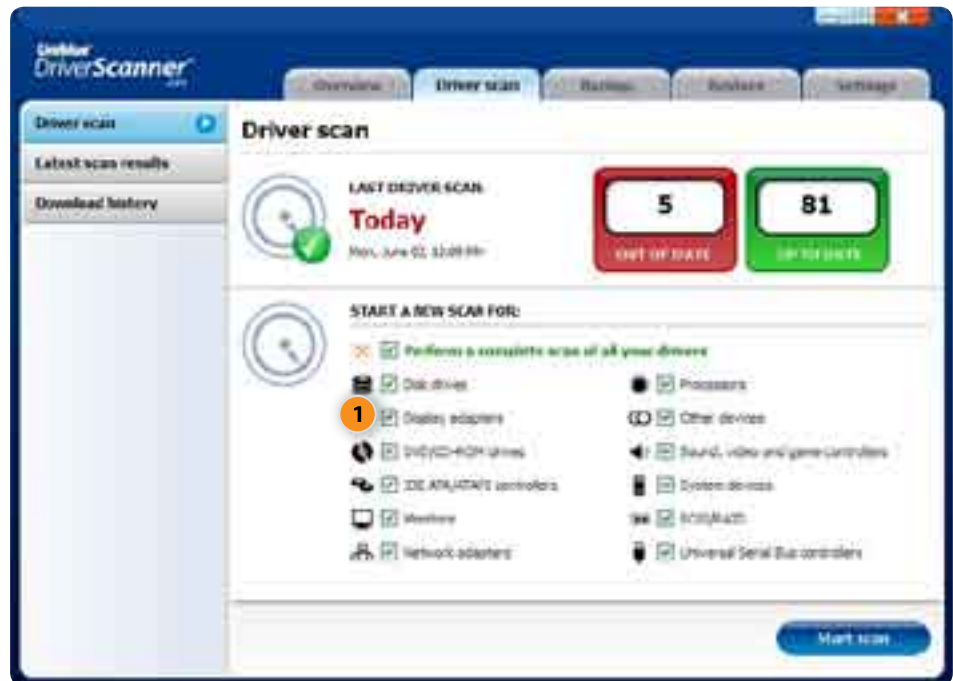 Uniblue
DriverScanner
Overview
Driver scan
Backup
Restore
Settings
Driver scan
Latest scan results
Download history
Driver scan
LAST DRIVER SCAN:
Today
Mon, June 02,
5
OUT OF DATE
81
UP TO DATE
START A NEW SCAN FOR:
Perform a complete scan of all your drivers
Disk drives
Processors
1
Display adapters
Other devices
DVD/CD-ROM drives
Sound, video and game controllers
IDE ATA/ATAPI controllers
System devices
Monitors
SCSI/RAID
Network adapters
Universal Serial Bus controllers
Start scan